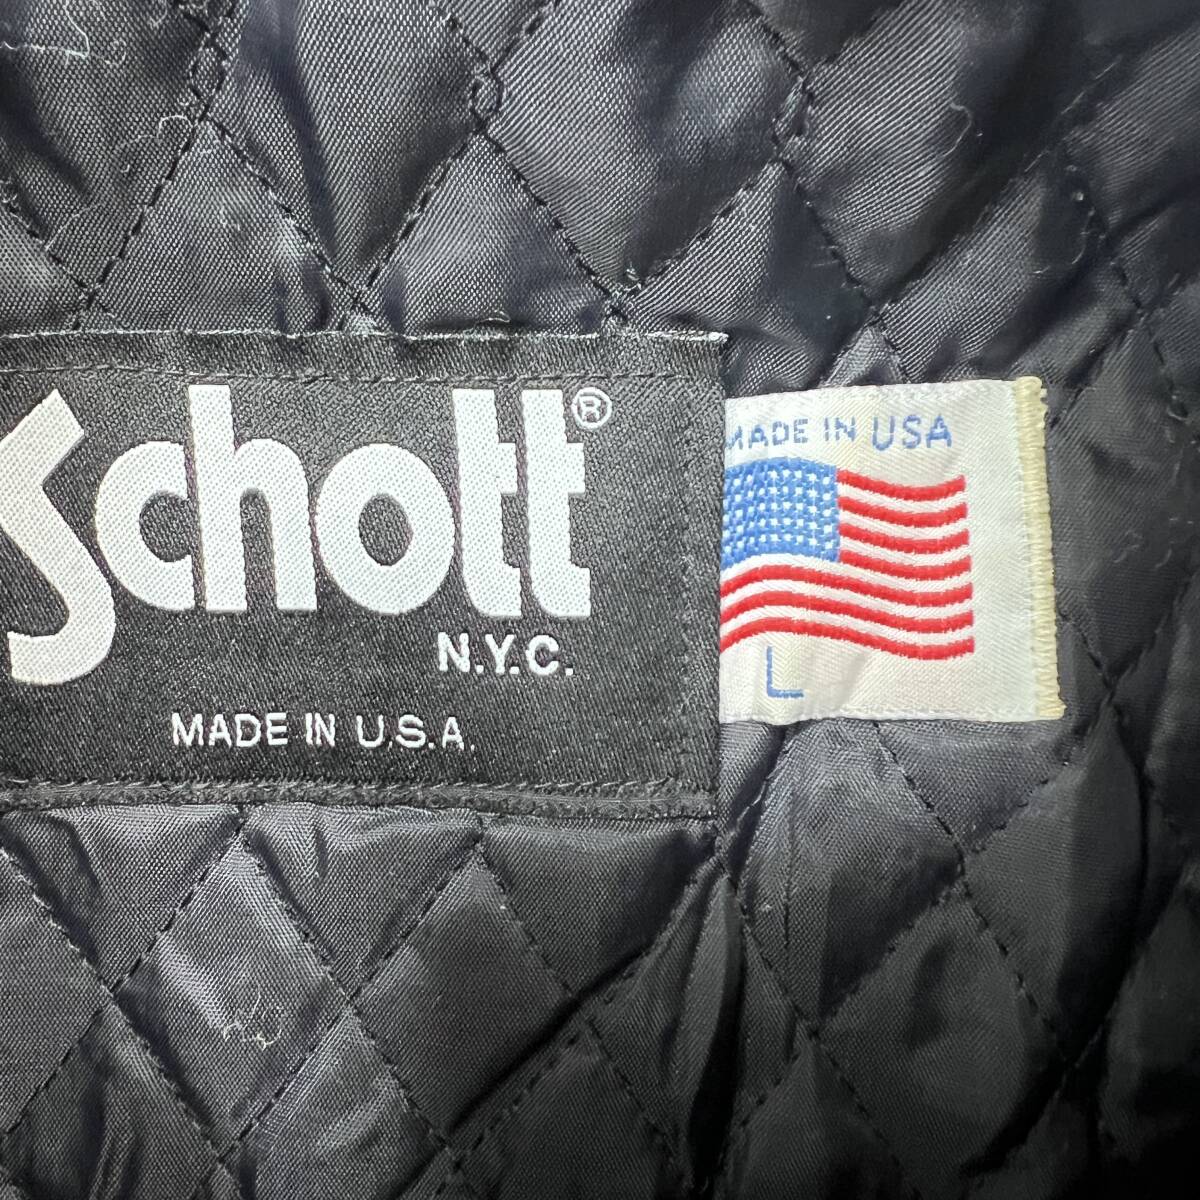 Schott®
N.Y.C.
MADE IN U.S.A.
MADE IN USA
L